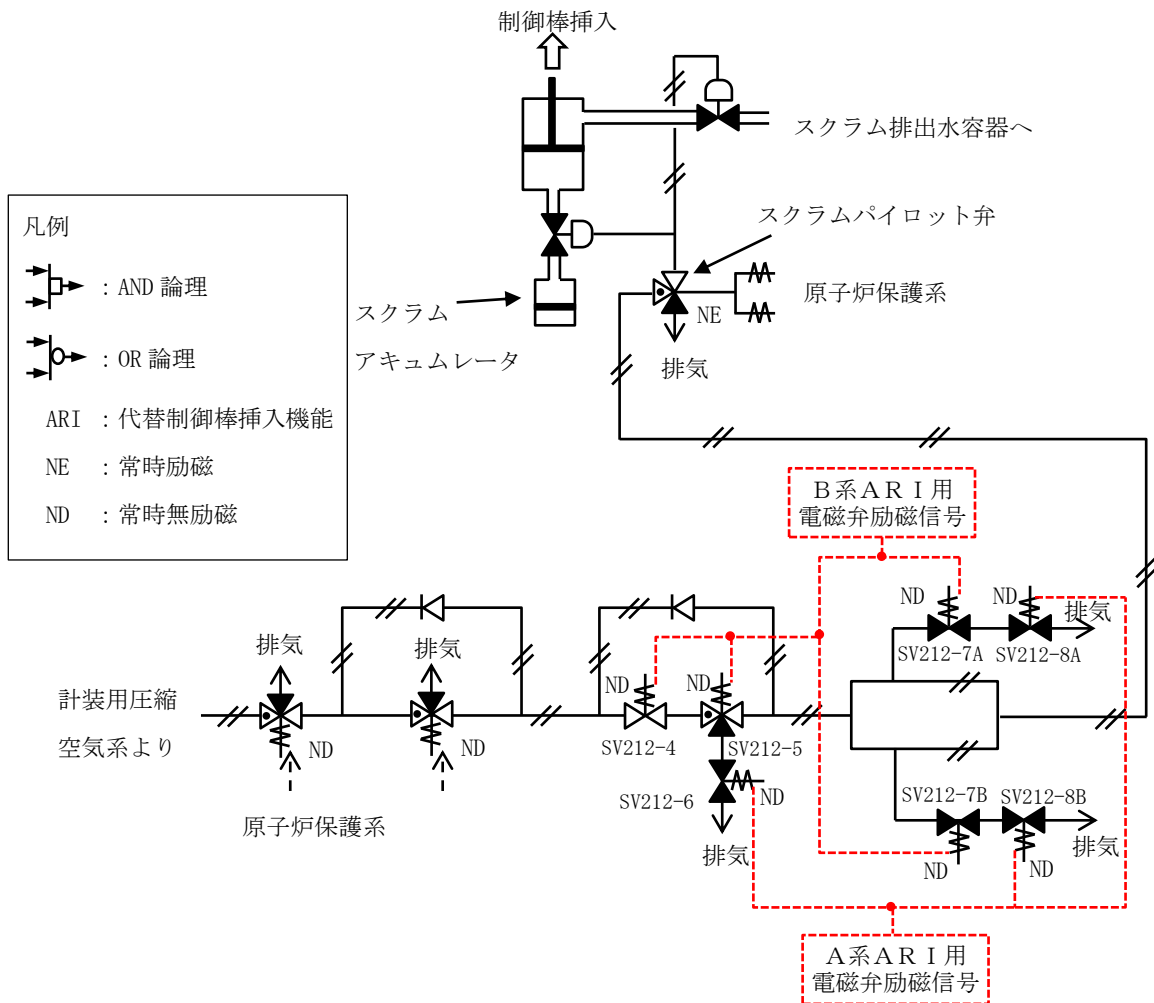 制御棒挿入
スクラム排出水容器へ
スクラムパイロット弁
原子炉保護系
NE
排気
スクラム
アキュムレータ
凡例
：AND 論理
：OR 論理
ARI ：代替制御棒挿入機能
NE ：常時励磁
ND ：常時無励磁
B系ARI用
電磁弁励磁信号
ND
ND
排気
SV212-7A
SV212-8A
排気
排気
計装用圧縮
空気系より
ND
ND
原子炉保護系
ND
ND
SV212-4
SV212-5
SV212-6
ND
排気
SV212-7B
SV212-8B
排気
ND
ND
A系ARI用
電磁弁励磁信号